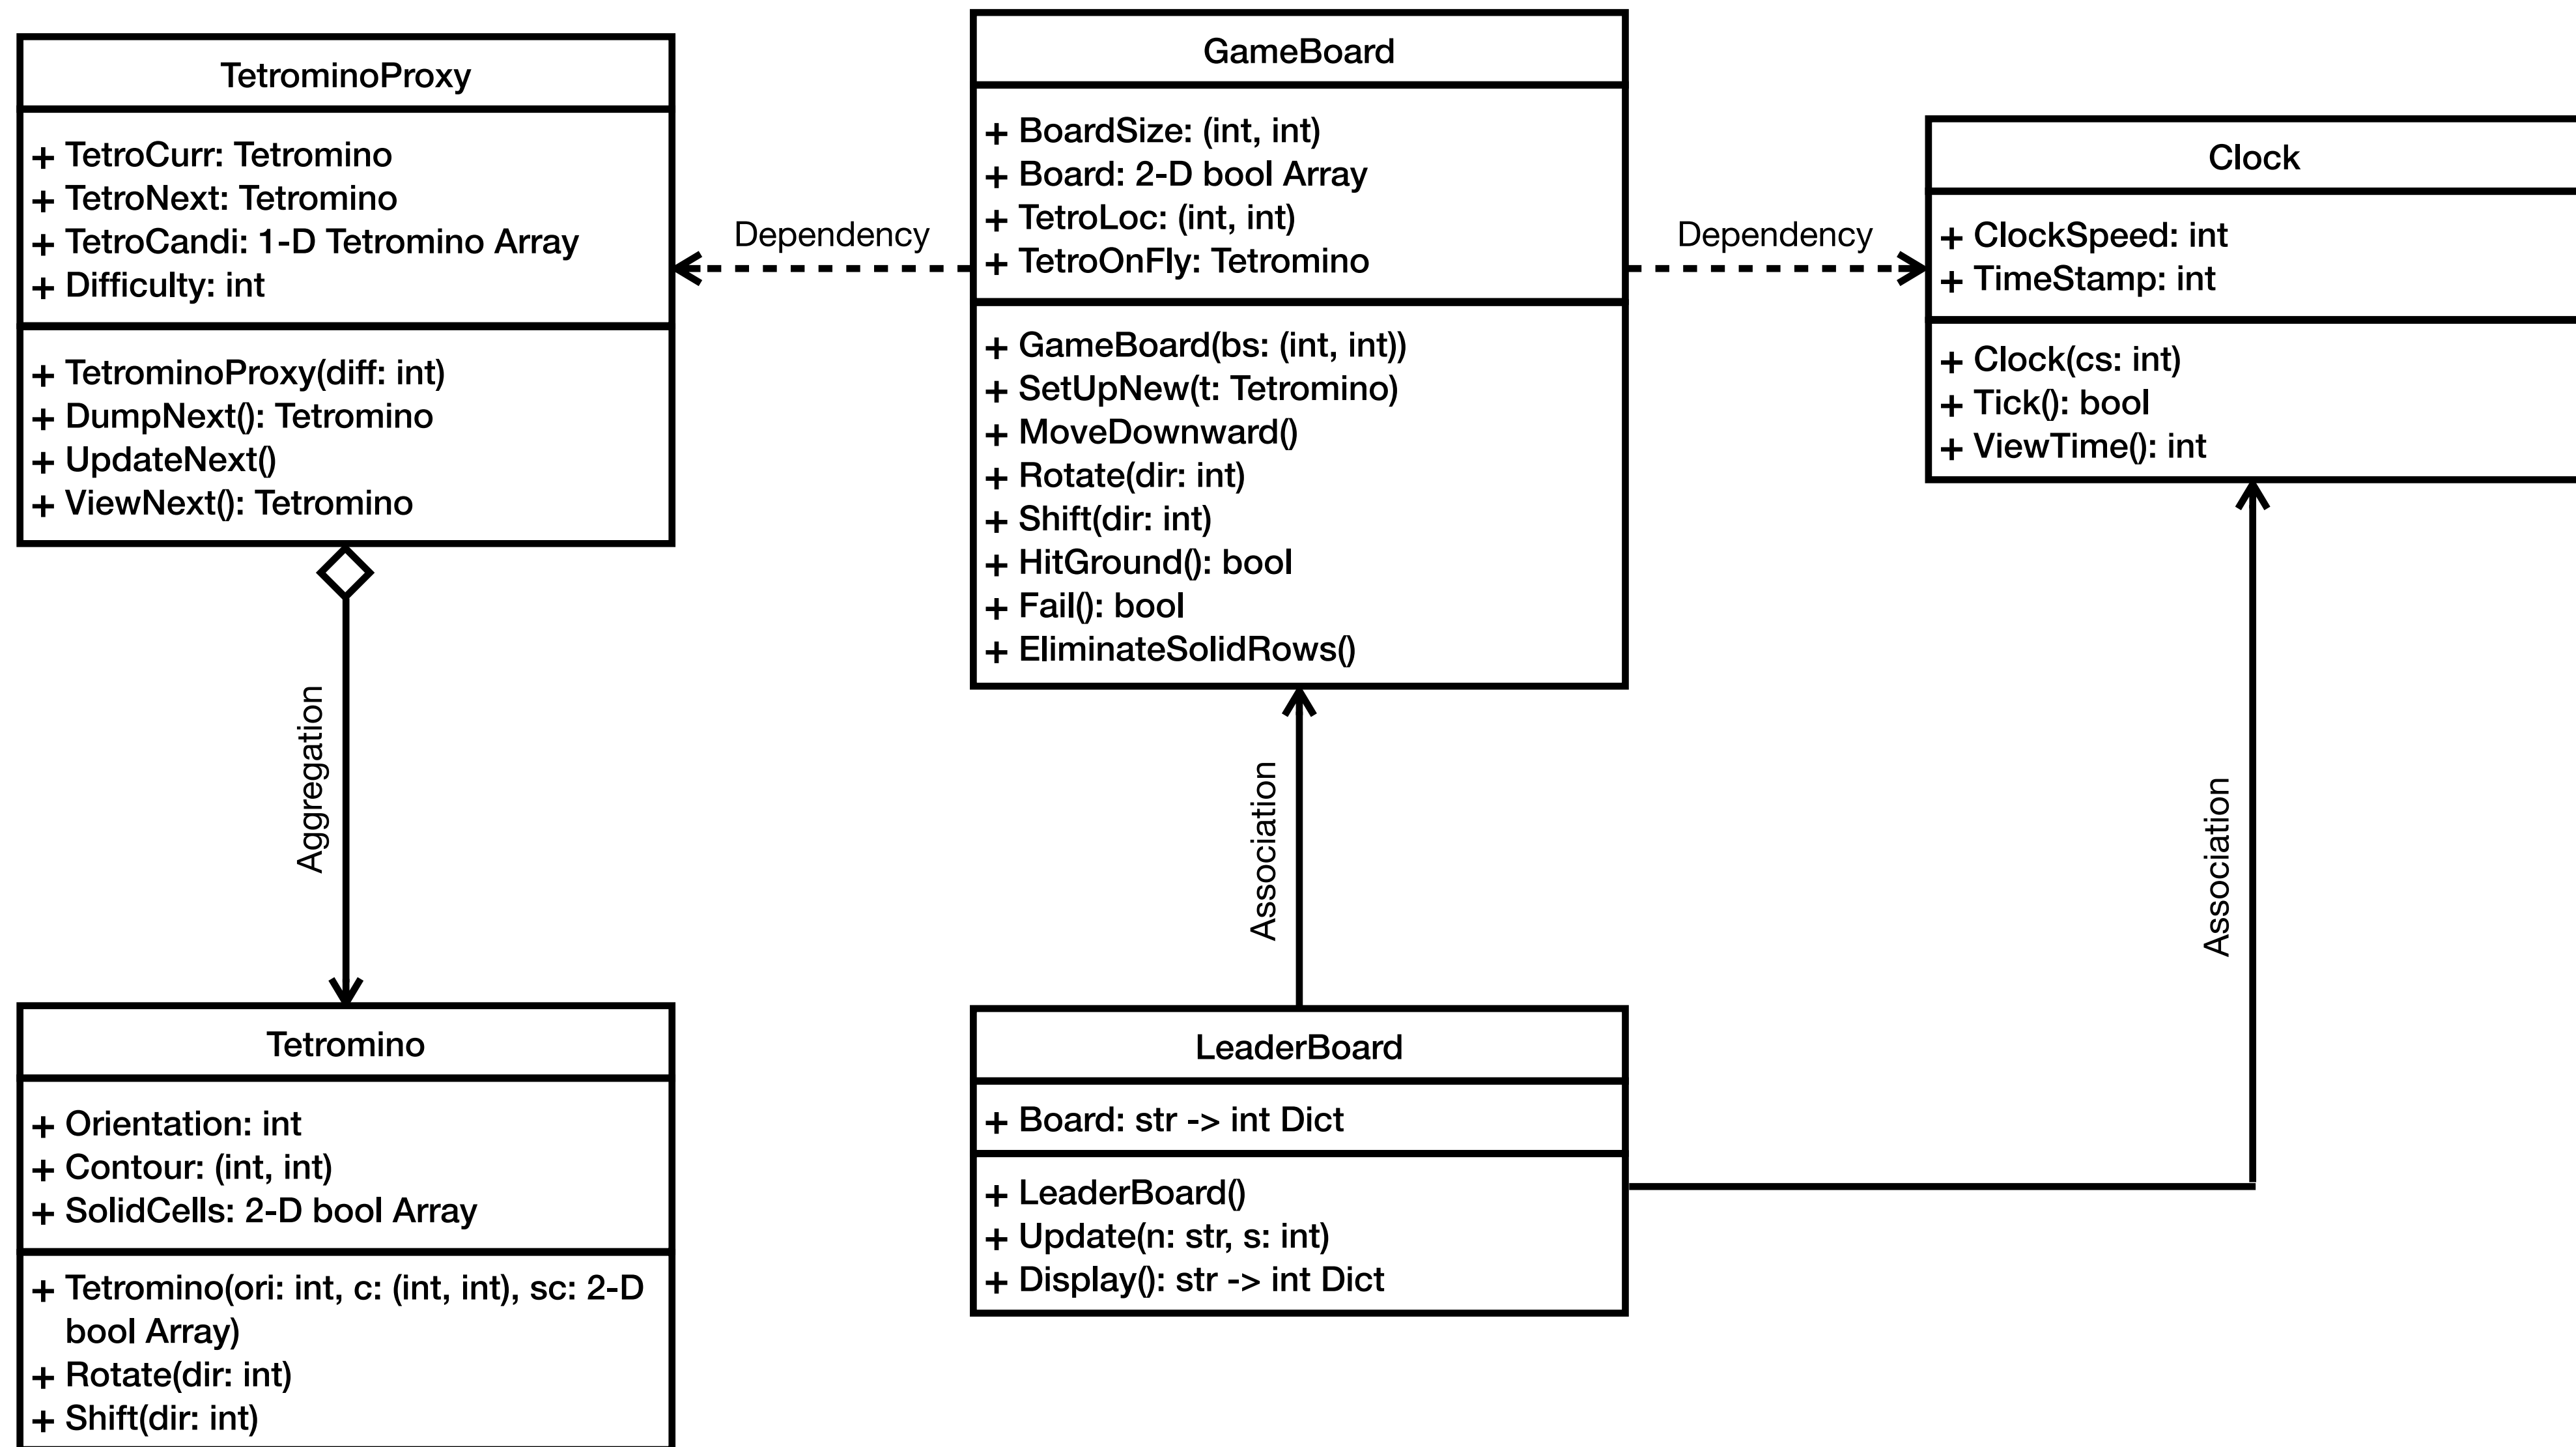 TetrominoProxy
+ TetroCurr: Tetromino
+ TetroNext: Tetromino
+ TetroCandi: 1-D Tetromino Array
+ Difficulty: int
+ TetrominoProxy(diff: int)
+ DumpNext(): Tetromino
+ UpdateNext()
+ ViewNext(): Tetromino
Dependency
GameBoard
+ BoardSize: (int, int)
+ Board: 2-D bool Array
+ TetroLoc: (int, int)
+ TetroOnFly: Tetromino
+ GameBoard(bs: (int, int))
+ SetUpNew(t: Tetromino)
+ MoveDownward()
+ Rotate(dir: int)
+ Shift(dir: int)
+ HitGround(): bool
+ Fail(): bool
+ EliminateSolidRows()
Dependency
Clock
+ ClockSpeed: int
+ TimeStamp: int
+ Clock(cs: int)
+ Tick(): bool
+ ViewTime(): int
Aggregation
Association
Association
Tetromino
+ Orientation: int
+ Contour: (int, int)
+ SolidCells: 2-D bool Array
+ Tetromino(ori: int, c: (int, int), sc: 2-D
bool Array)
+ Rotate(dir: int)
+ Shift(dir: int)
LeaderBoard
+ Board: str -> int Dict
+ LeaderBoard()
+ Update(n: str, s: int)
+ Display(): str -> int Dict